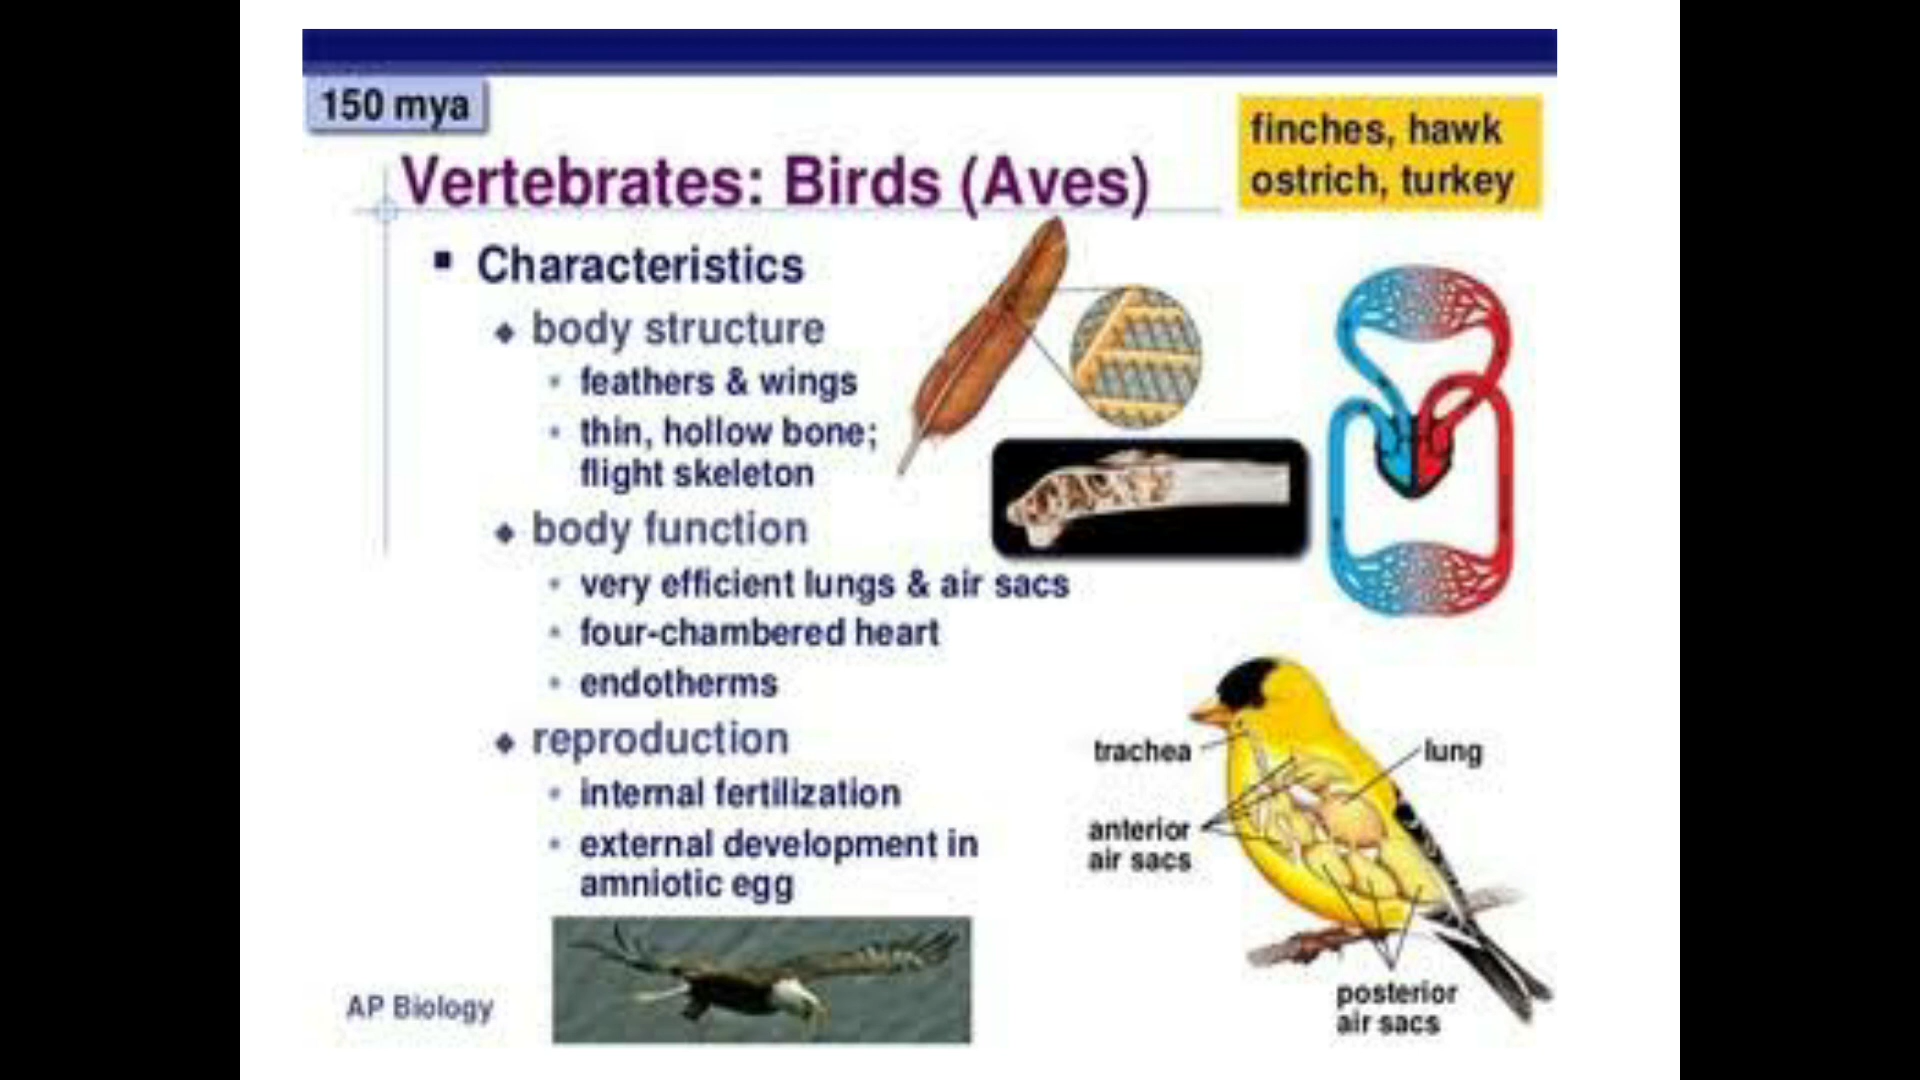 150 mya
finches, hawk
ostrich, turkey
Vertebrates: Birds (Aves)
Characteristics
body structure
feathers & wings
thin, hollow bone;
flight skeleton
body function
very efficient lungs & air sacs
four-chambered heart
endotherms
reproduction
internal fertilization
external development in
amniotic egg
trachea
lung
anterior
air sacs
posterior
air sacs
AP Biology